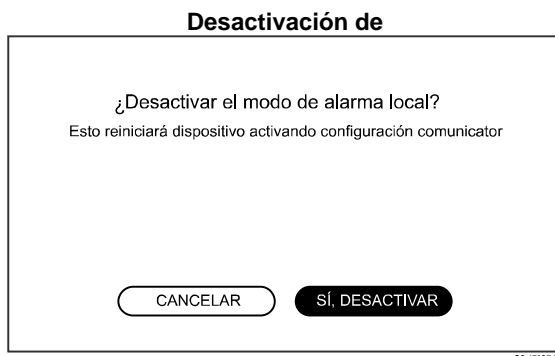 Desactivación de
¿Desactivar el modo de alarma local?
Esto reiniciará dispositivo activando configuración comunicator
CANCELAR
SÍ, DESACTIVAR